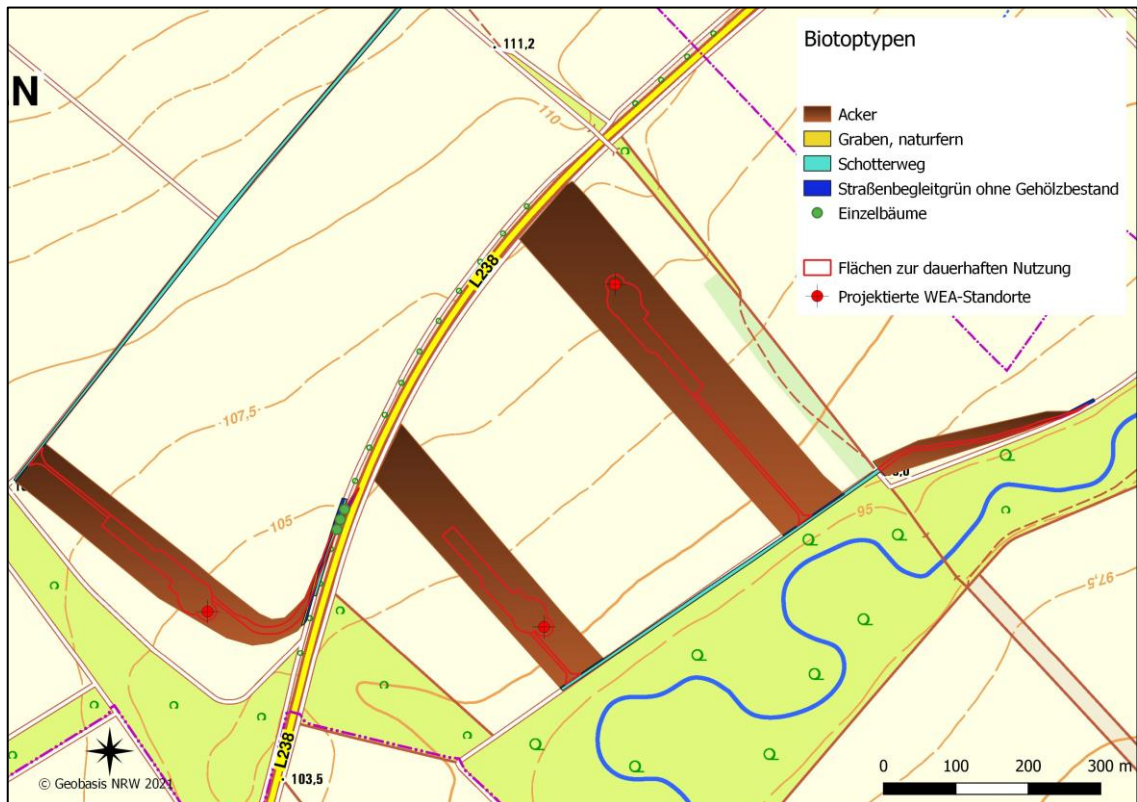 111,2
N
110
L238
107,5
105
95
97,5
L238
103,5
© Geobasis NRW 2021
Biotoptypen
Acker
Graben, naturfern
Schotterweg
Straßenbegleitgrün ohne Gehölzbestand
Einzelbäume
Flächen zur dauerhaften Nutzung
Projektierte WEA-Standorte
0 100 200 300 m